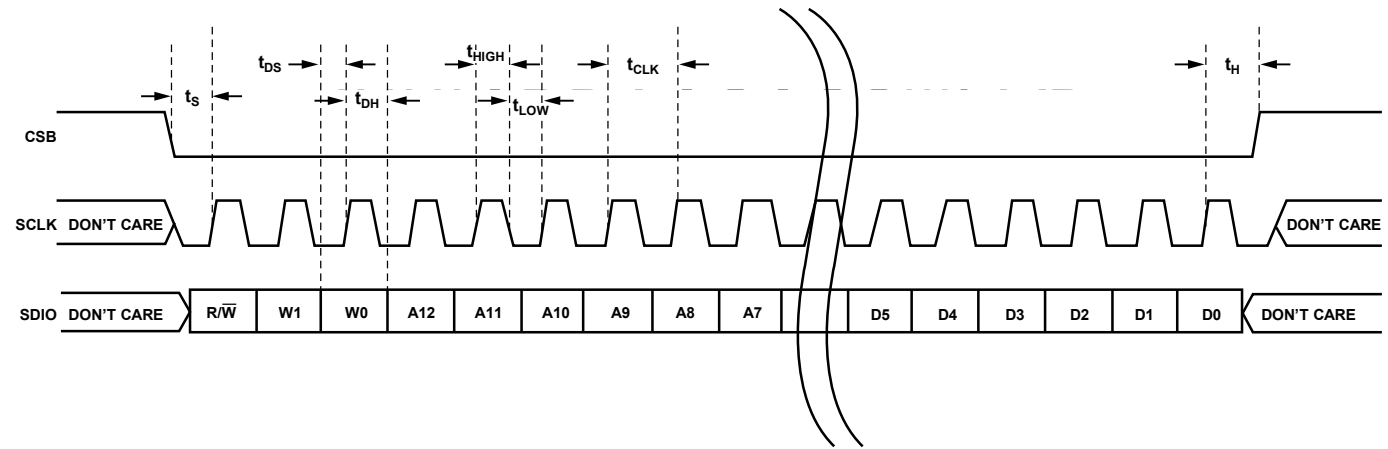 tDS
tHIGH
tCLK
tH
tS
tDH
tLOW
CSB
SCLK DON'T CARE
DON'T CARE
SDIO DON'T CARE R/W̅ W1 W0 A12 A11 A10 A9 A8 A7 D5 D4 D3 D2 D1 D0 DON'T CARE